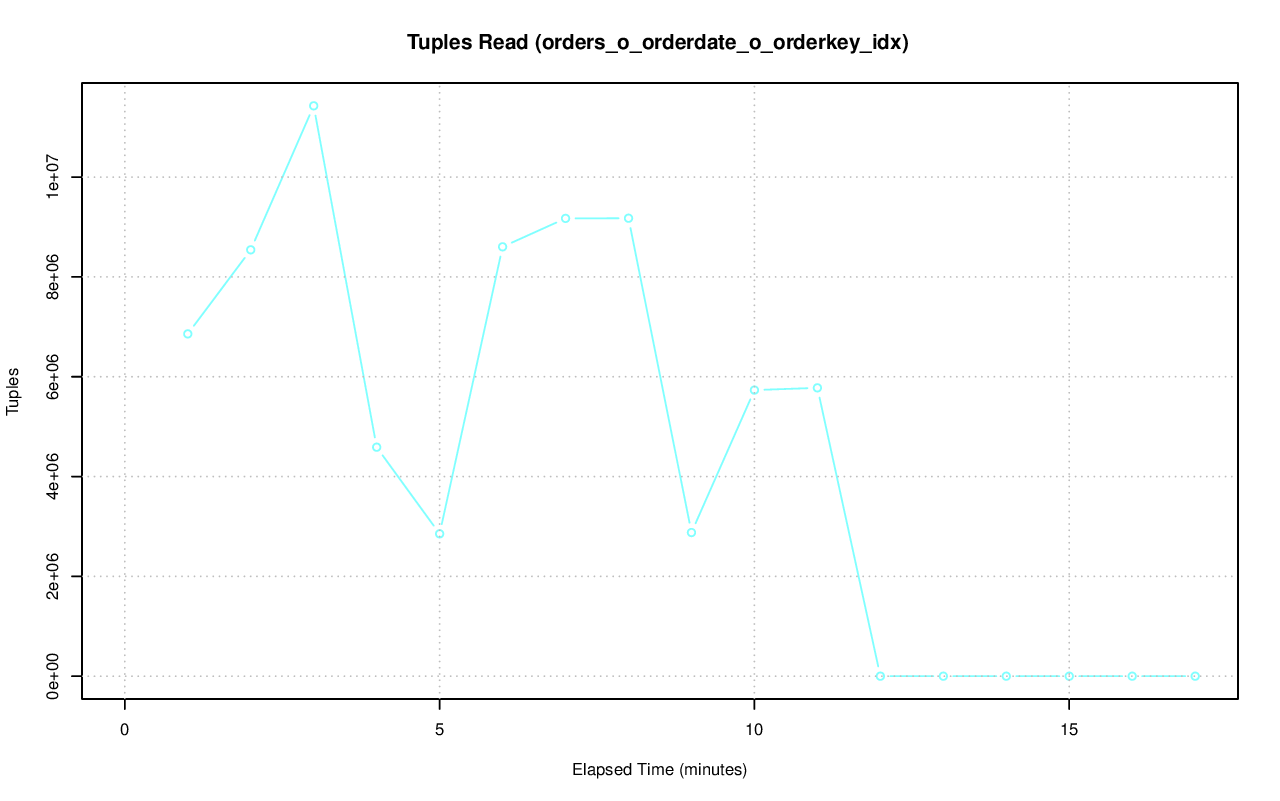 Tuples Read (orders_o_orderdate_o_orderkey_idx)
1e+07
8e+06
6e+06
4e+06
2e+06
0e+00
Tuples
0 5 10 15
Elapsed Time (minutes)